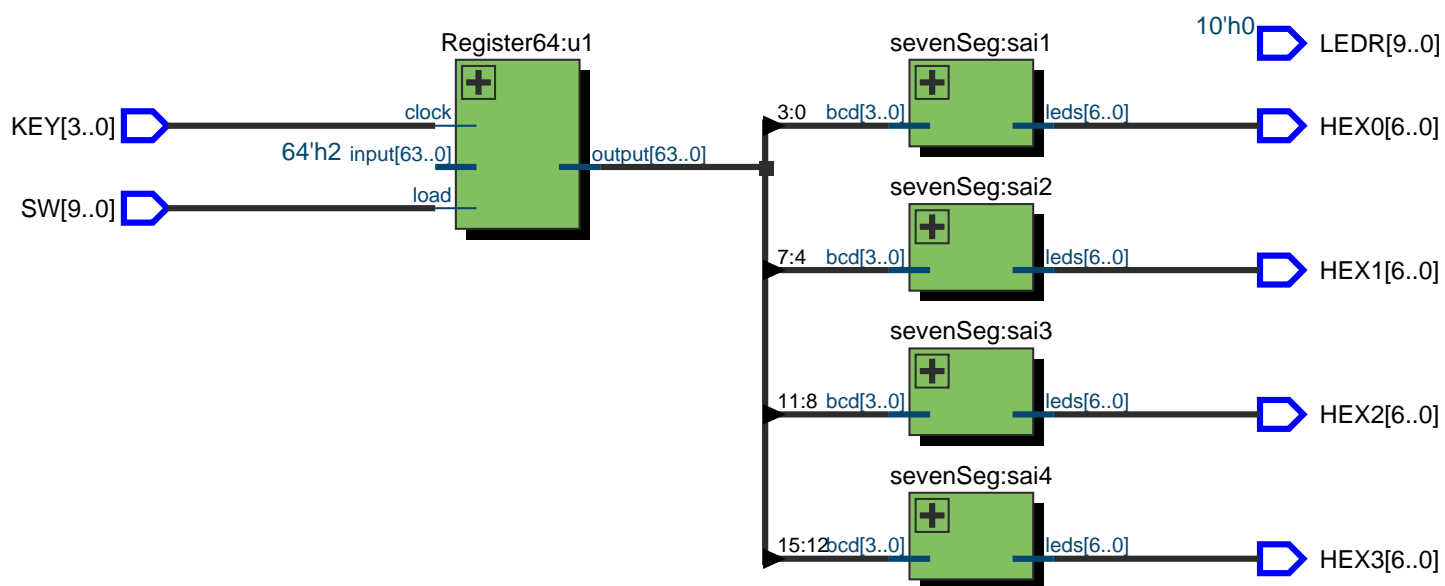 10'h0
LEDR[9..0]
Register64:u1
sevenSeg:sai1
KEY[3..0]
clock
3:0
bcd[3..0]
leds[6..0]
HEX0[6..0]
64'h2
input[63..0]
output[63..0]
SW[9..0]
load
sevenSeg:sai2
7:4
bcd[3..0]
leds[6..0]
HEX1[6..0]
sevenSeg:sai3
11:8
bcd[3..0]
leds[6..0]
HEX2[6..0]
sevenSeg:sai4
15:12
bcd[3..0]
leds[6..0]
HEX3[6..0]